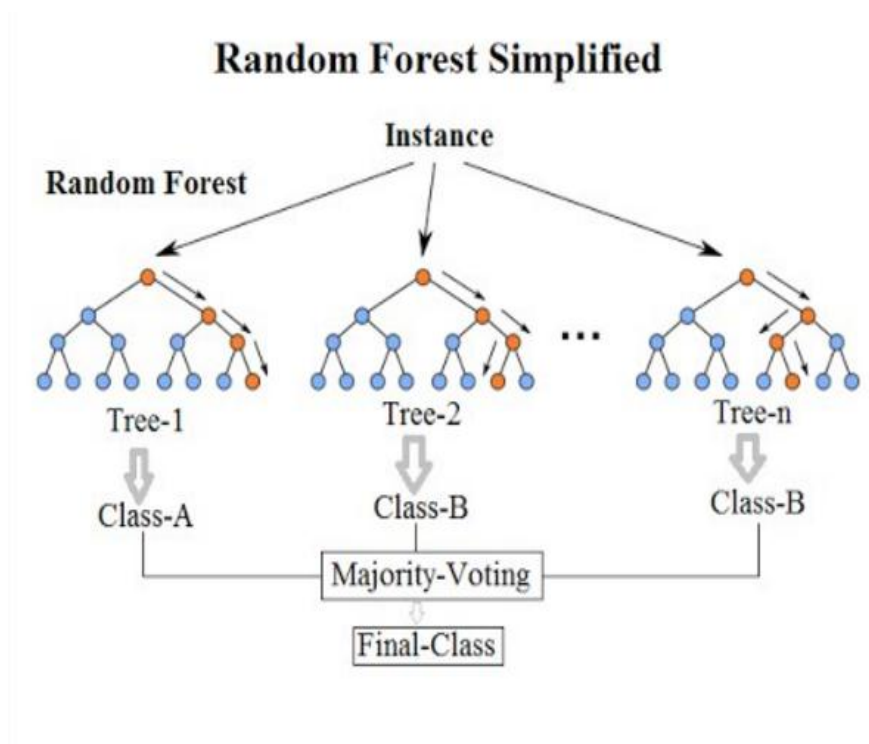 Random Forest Simplified
Instance
Random Forest
...
Tree-1
Tree-2
Tree-n
Class-A
Class-B
Class-B
Majority-Voting
Final-Class